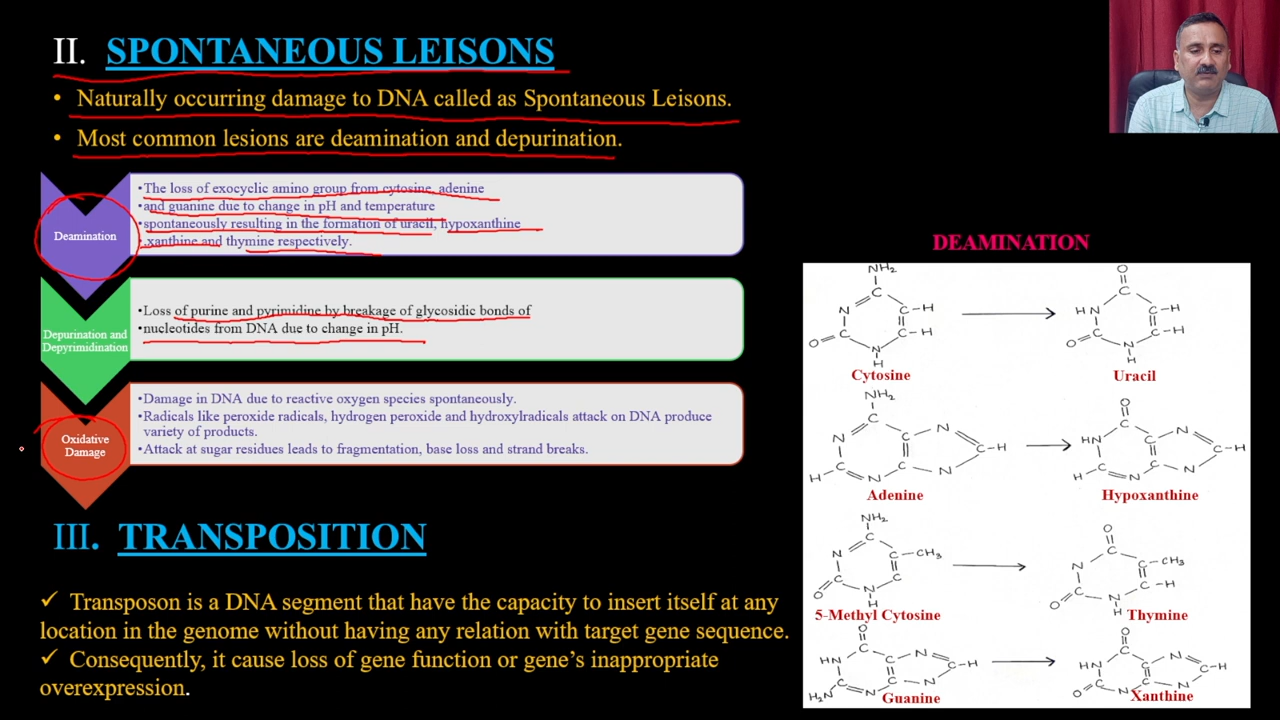 II. SPONTANEOUS LEISONS
• Naturally occurring damage to DNA called as Spontaneous Leisons.
• Most common lesions are deamination and depurination.
Deamination
•The loss of exocyclic amino group from cytosine, adenine
•and guanine due to change in pH and temperature
•spontaneously resulting in the formation of uracil, hypoxanthine
•.xanthine and thymine respectively.
Depurination and
Depyrimidination
•Loss of purine and pyrimidine by breakage of glycosidic bonds of
•nucleotides from DNA due to change in pH.
Oxidative
Damage
•Damage in DNA due to reactive oxygen species spontaneously.
•Radicals like peroxide radicals, hydrogen peroxide and hydroxylradicals attack on DNA produce
variety of products.
•Attack at sugar residues leads to fragmentation, base loss and strand breaks.
III. TRANSPOSITION
✓ Transposon is a DNA segment that have the capacity to insert itself at any
location in the genome without having any relation with target gene sequence.
✓ Consequently, it cause loss of gene function or gene's inappropriate
overexpression.
DEAMINATION
Cytosine
Uracil
Adenine
Hypoxanthine
5-Methyl Cytosine
Thymine
Guanine
Xanthine